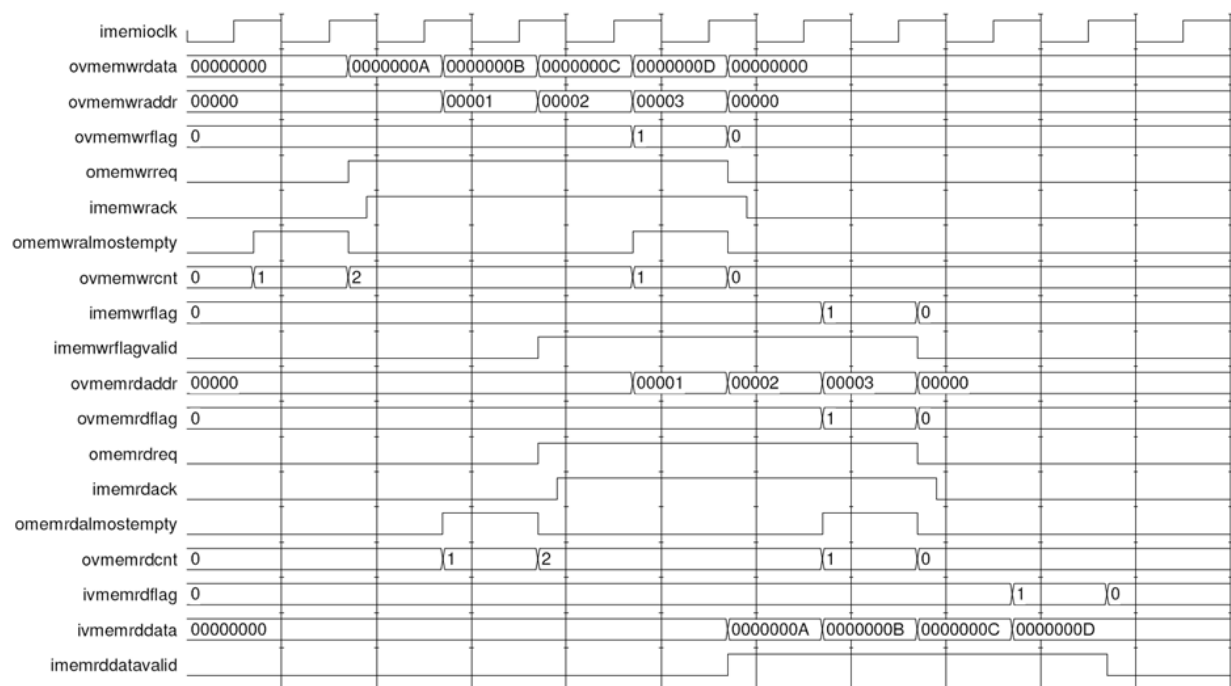 imemioclk
ovmemwrdata 00000000 0000000A 0000000B 0000000C 0000000D 00000000
ovmemwraddr 00000 00001 00002 00003 00000
ovmemwrflag 0 1 0
omemwrreq
imemwrack
omemwralmostempty
ovmemwrcnt 0 1 2 1 0
imemwrflag 0 1 0
imemwrflagvalid
ovmemrdaddr 00000 00001 00002 00003 00000
ovmemrdflag 0 1 0
omemrdreq
imemrdack
omemrdalmostempty
ovmemrdcnt 0 1 2 1 0
ivmemrdflag 0 1 0
ivmemrddata 00000000 0000000A 0000000B 0000000C 0000000D
imemrddatavalid